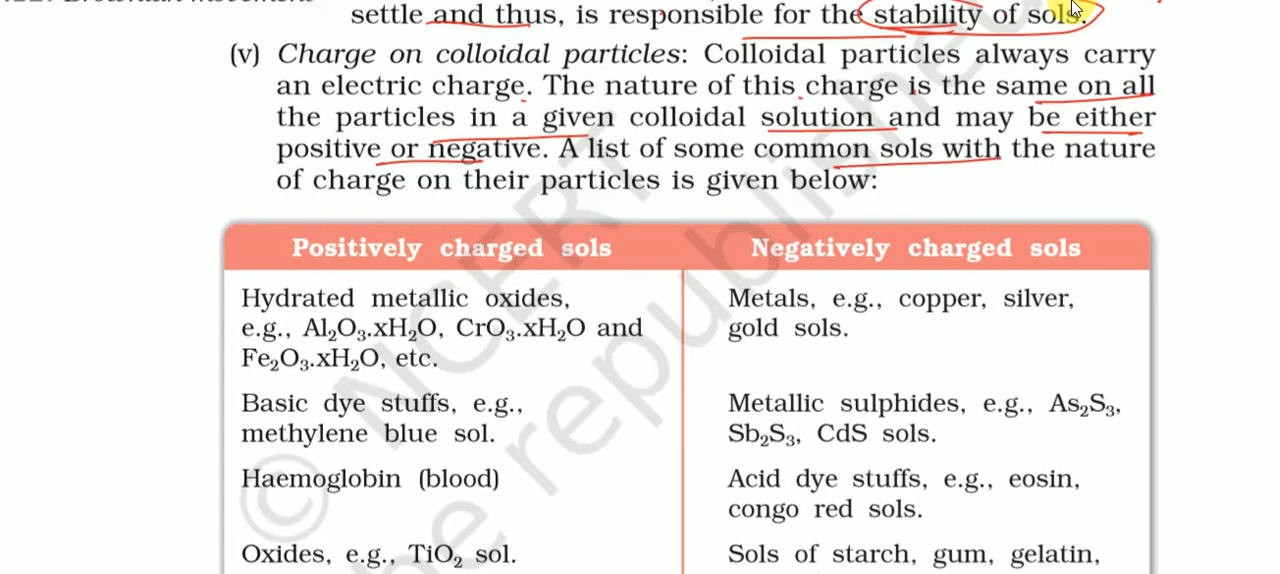 settle and thus, is responsible for the stability of sols.
(v) Charge on colloidal particles: Colloidal particles always carry
an electric charge. The nature of this charge is the same on all
the particles in a given colloidal solution and may be either
positive or negative. A list of some common sols with the nature
of charge on their particles is given below:
Positively charged sols
Negatively charged sols
Hydrated metallic oxides,
e.g., Al₂O₃.xH₂O, CrO₃.xH₂O and
Fe₂O₃.xH₂O, etc.
Metals, e.g., copper, silver,
gold sols.
Basic dye stuffs, e.g.,
methylene blue sol.
Metallic sulphides, e.g., As₂S₃,
Sb₂S₃, CdS sols.
Haemoglobin (blood)
Acid dye stuffs, e.g., eosin,
congo red sols.
Oxides, e.g., TiO₂ sol.
Sols of starch, gum, gelatin,
© NCERT
be republished